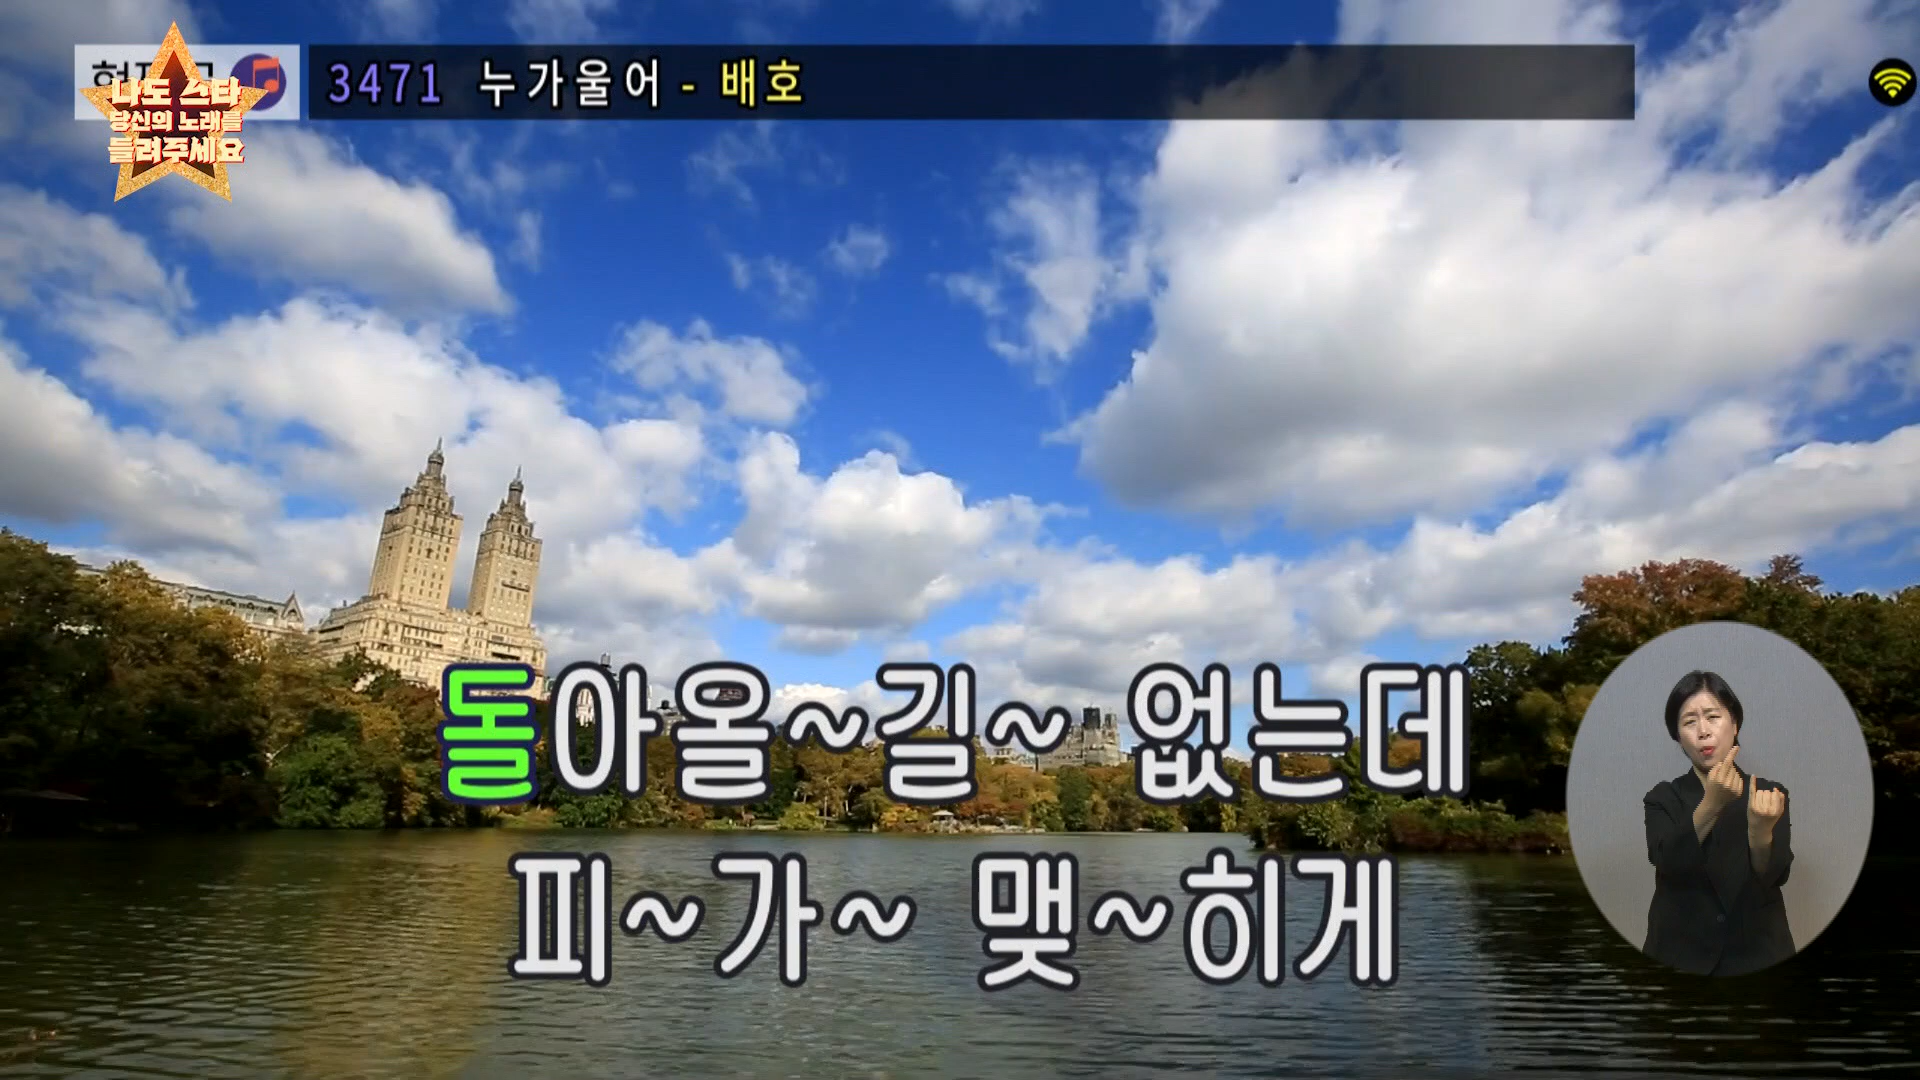 나도 스타
당신의 노래를
들려주세요
3471 누가울어 - 배호
돌아올~길~ 없는데
피~가~ 맺~히게